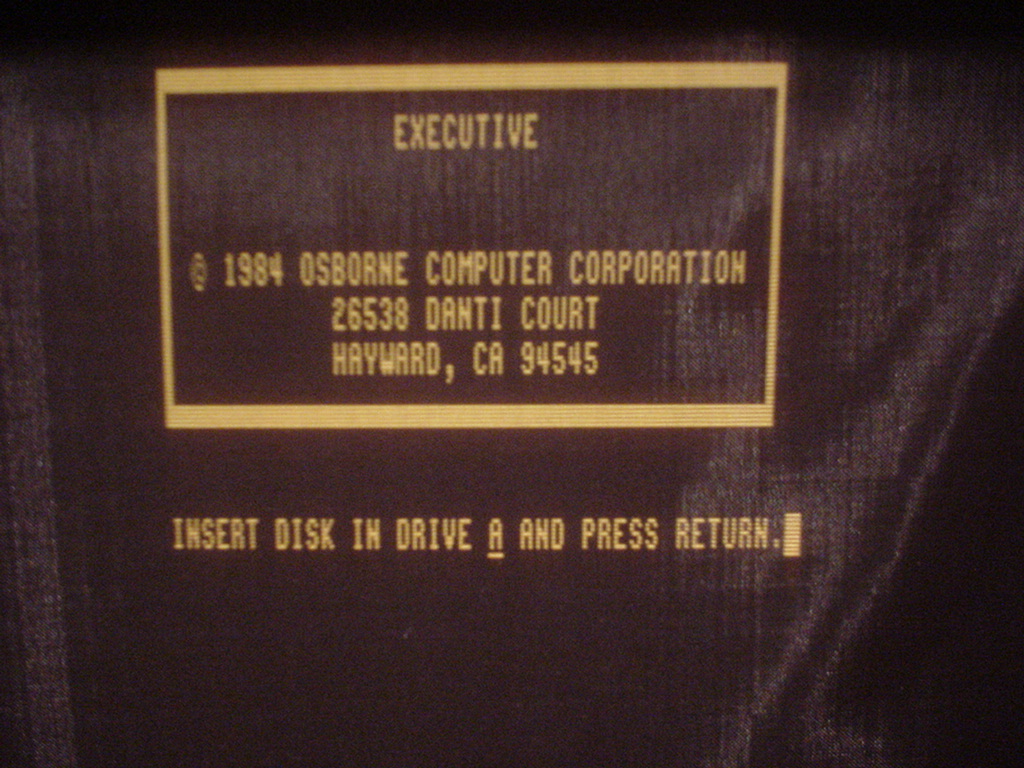 EXECUTIVE
© 1984 OSBORNE COMPUTER CORPORATION
26538 DANTI COURT
HAYWARD, CA 94545
INSERT DISK IN DRIVE A AND PRESS RETURN.